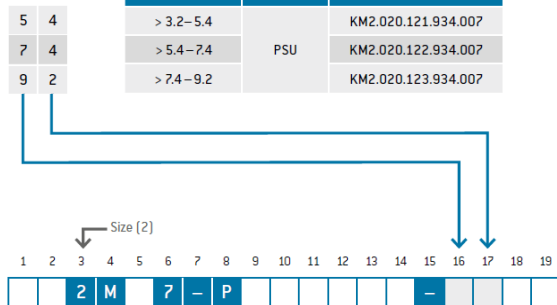 5 4 > 3.2–5.4 KM2.020.121.934.007
7 4 > 5.4–7.4 PSU KM2.020.122.934.007
9 2 > 7.4–9.2 KM2.020.123.934.007
Size (2)
1 2 3 4 5 6 7 8 9 10 11 12 13 14 15 16 17 18 19
2 M 7 – P –